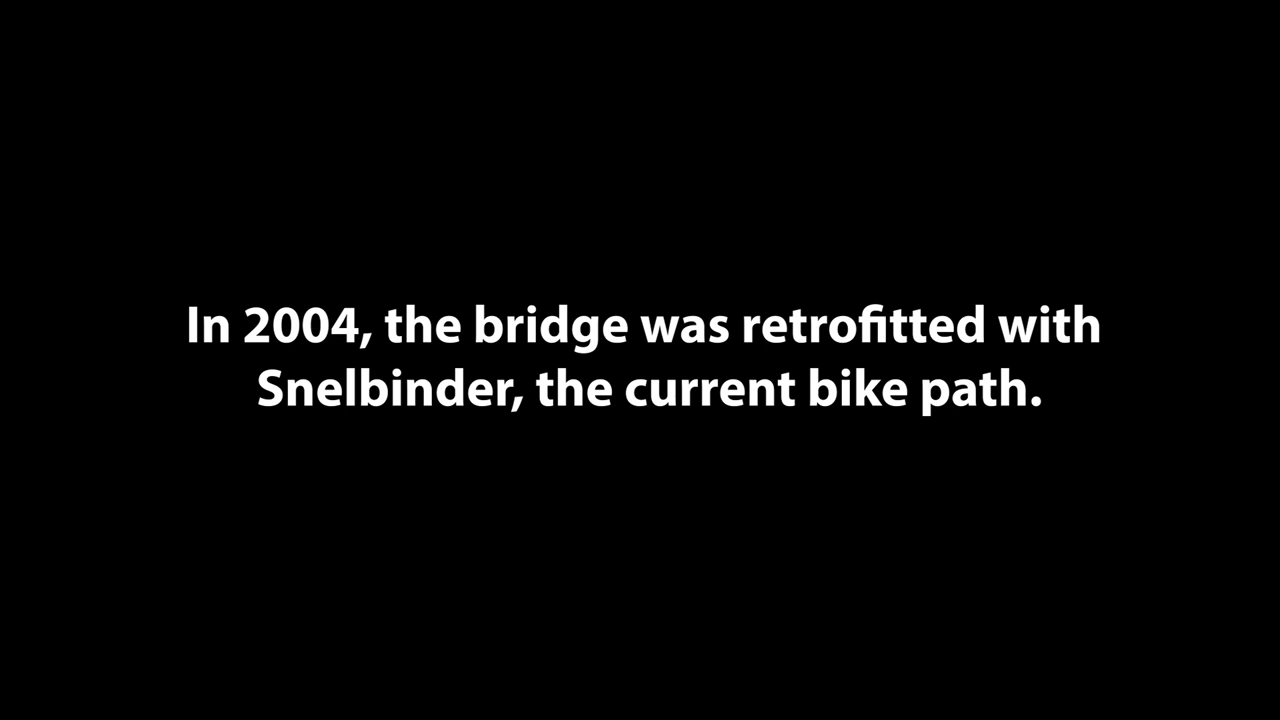 In 2004, the bridge was retrofitted with
Snelbinder, the current bike path.